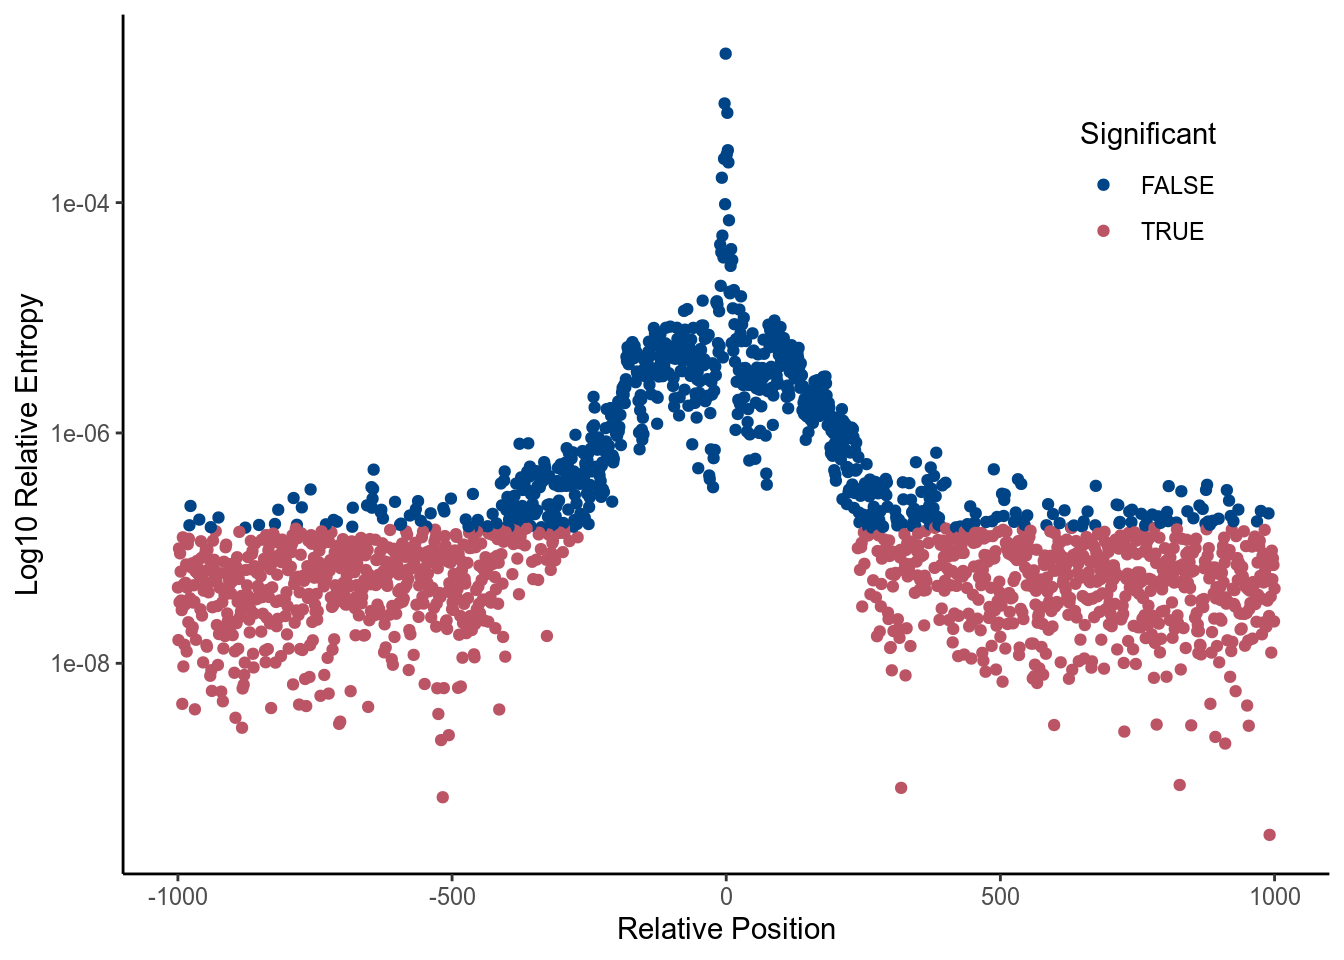 Significant
FALSE
TRUE
Log10 Relative Entropy
1e-04
1e-06
1e-08
-1000
-500
0
500
1000
Relative Position